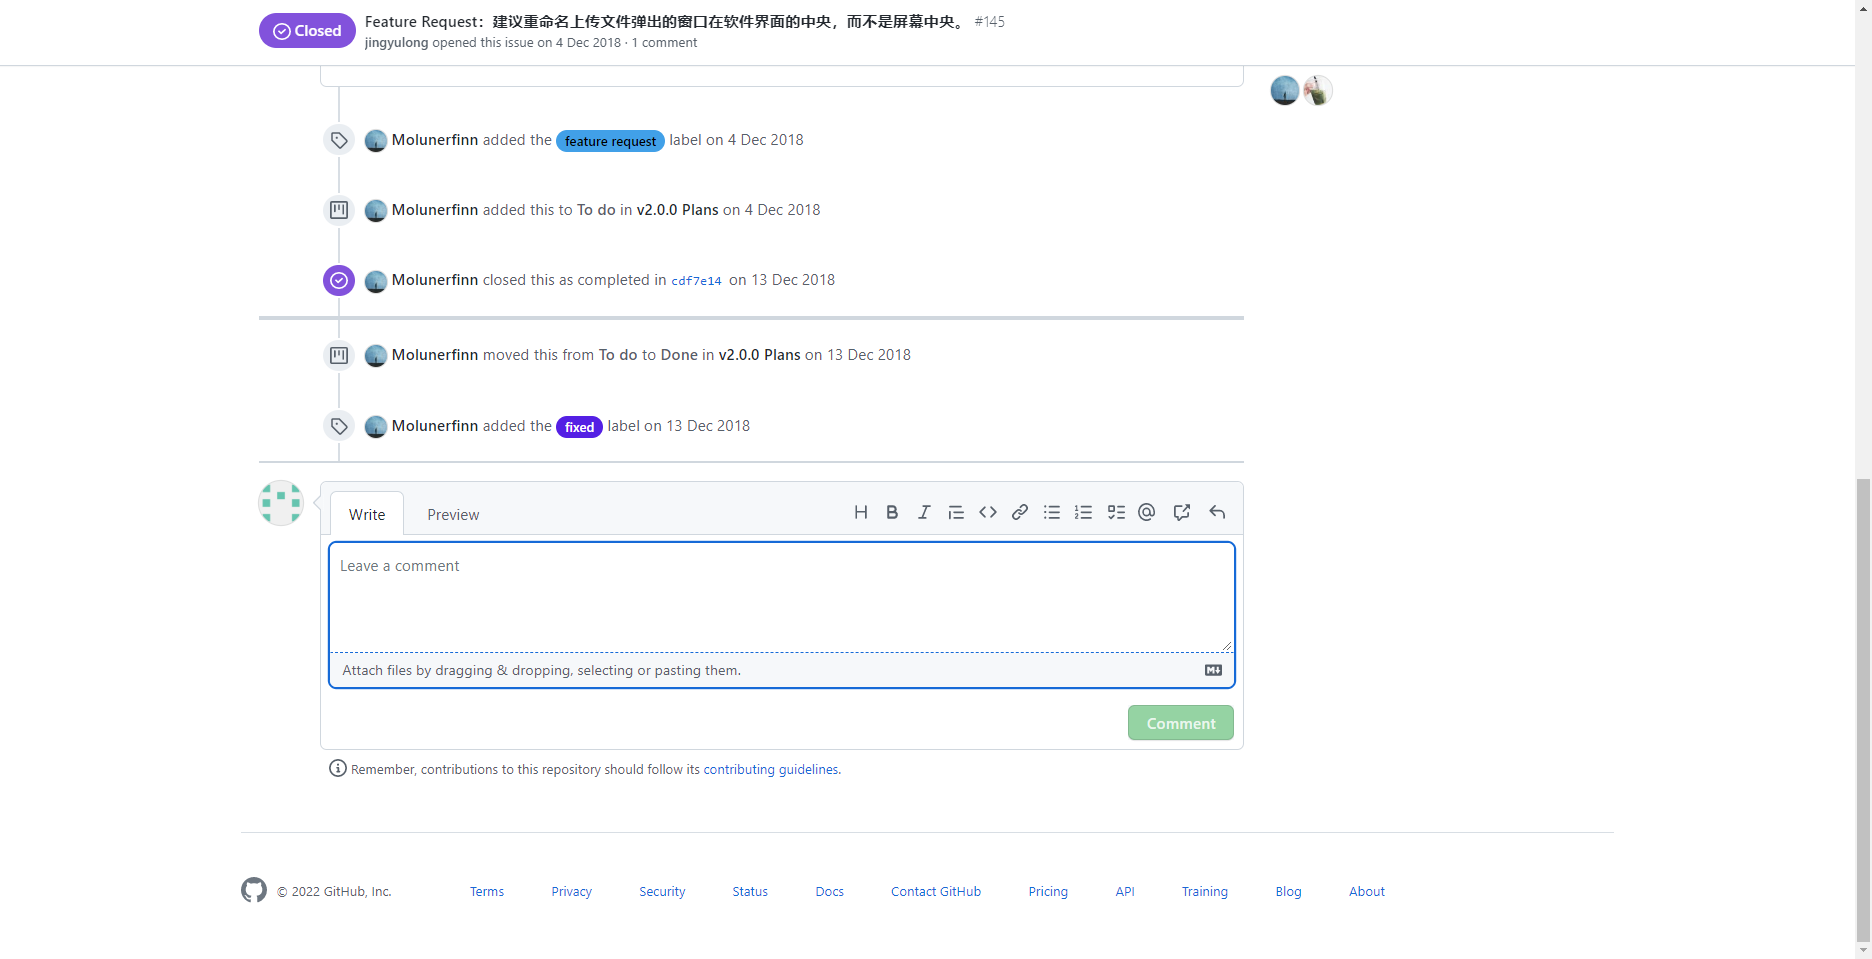 Closed
Feature Request：建议重命名上传文件弹出的窗口在软件界面的中央，而不是屏幕中央。 #145
jingyulong opened this issue on 4 Dec 2018 · 1 comment
Molunerfinn added the feature request label on 4 Dec 2018
Molunerfinn added this to To do in v2.0.0 Plans on 4 Dec 2018
Molunerfinn closed this as completed in cdf7e14 on 13 Dec 2018
Molunerfinn moved this from To do to Done in v2.0.0 Plans on 13 Dec 2018
Molunerfinn added the fixed label on 13 Dec 2018
Write Preview
Leave a comment
Attach files by dragging & dropping, selecting or pasting them.
Comment
Remember, contributions to this repository should follow its contributing guidelines.
© 2022 GitHub, Inc. Terms Privacy Security Status Docs Contact GitHub Pricing API Training Blog About